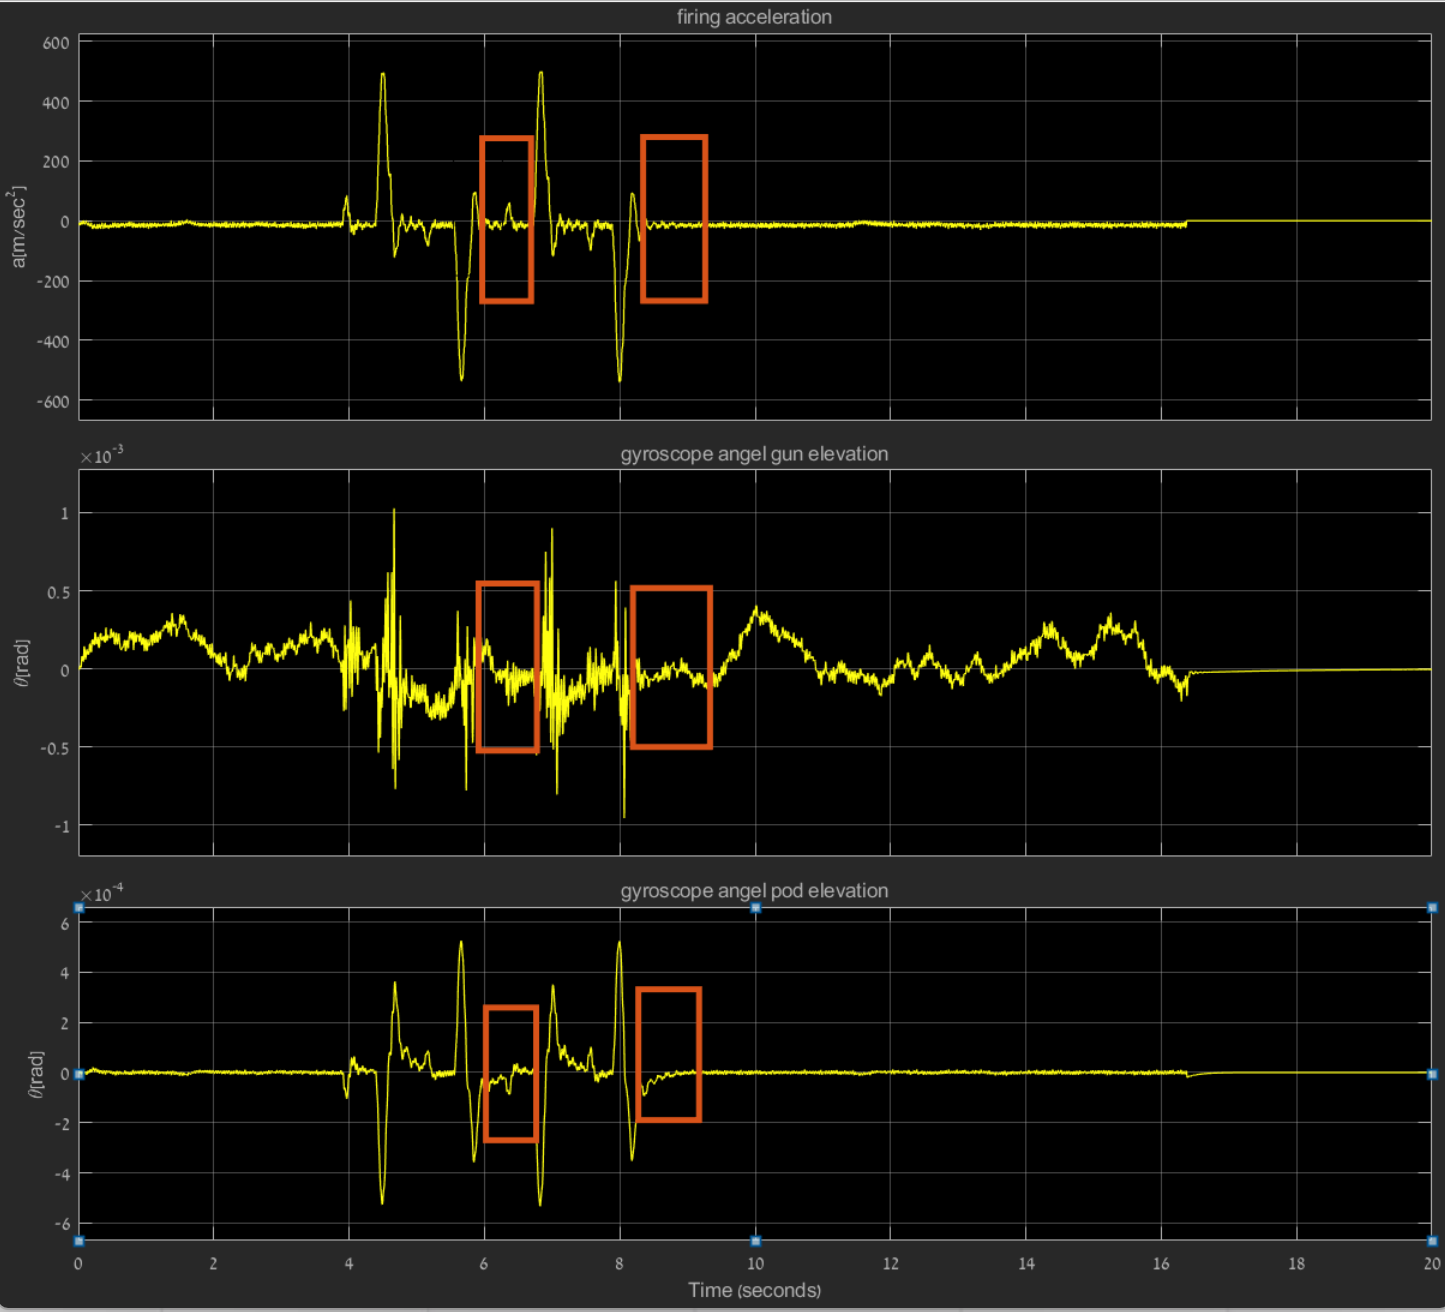 firing acceleration
600
400
200
0
-200
-400
-600
a[m/sec²]
gyroscope angel gun elevation
×10⁻³
1
0.5
0
-0.5
-1
θ[rad]
gyroscope angel pod elevation
×10⁻⁴
6
4
2
0
-2
-4
-6
θ[rad]
0 2 4 6 8 10 12 14 16 18 20
Time (seconds)